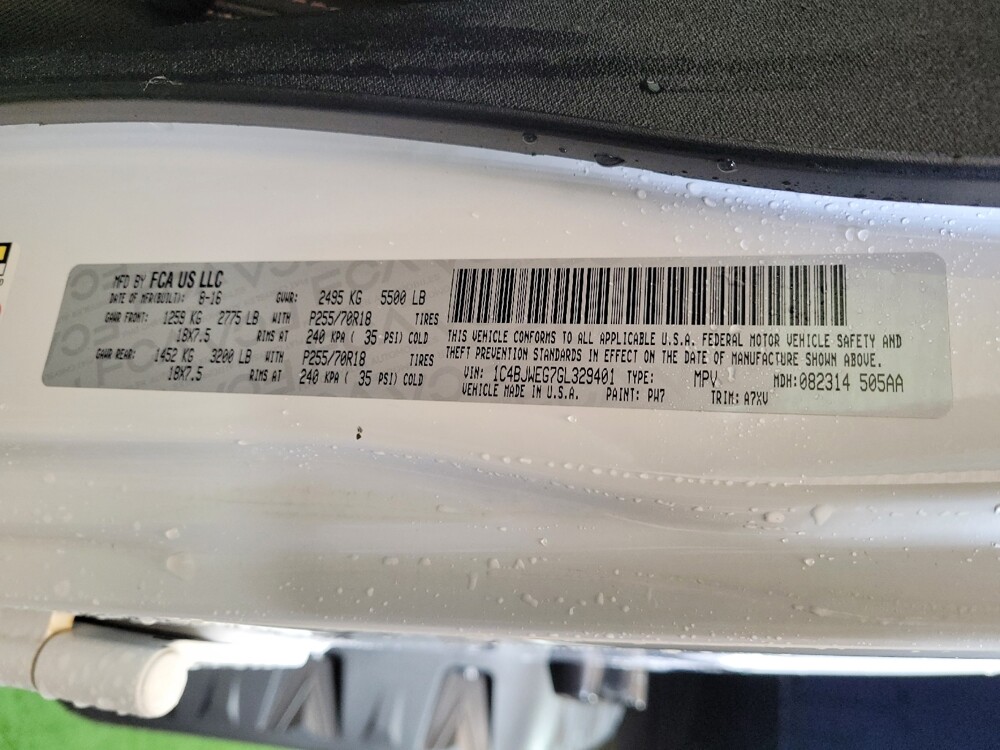 MFD BY FCA US LLC
DATE OF MFR(BUILT): 8-16 GVWR: 2495 KG 5500 LB
GAWR FRONT: 1259 KG 2775 LB WITH P255/70R18 TIRES
18X7.5 RIMS AT 240 KPA ( 35 PSI) COLD
GAWR REAR: 1452 KG 3200 LB WITH P255/70R18 TIRES
18X7.5 RIMS AT 240 KPA ( 35 PSI) COLD
THIS VEHICLE CONFORMS TO ALL APPLICABLE U.S.A. FEDERAL MOTOR VEHICLE SAFETY AND
THEFT PREVENTION STANDARDS IN EFFECT ON THE DATE OF MANUFACTURE SHOWN ABOVE.
VIN: 1C4BJWEG7GL329401 TYPE: MPV MDH:082314 505AA
VEHICLE MADE IN U.S.A. PAINT: PW7 TRIM: A7XV